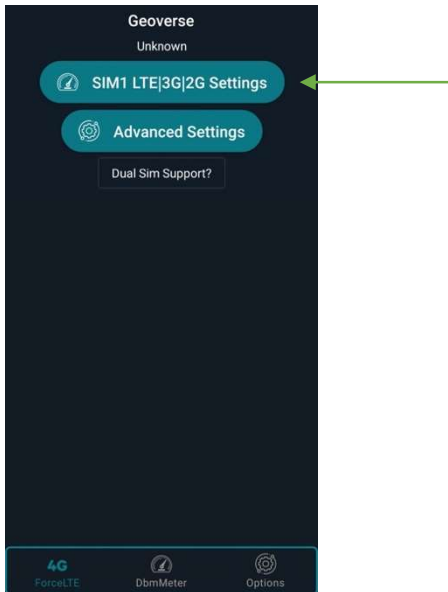 Geoverse
Unknown
SIM1 LTE|3G|2G Settings
Advanced Settings
Dual Sim Support?
4G
ForceLTE
DbmMeter
Options